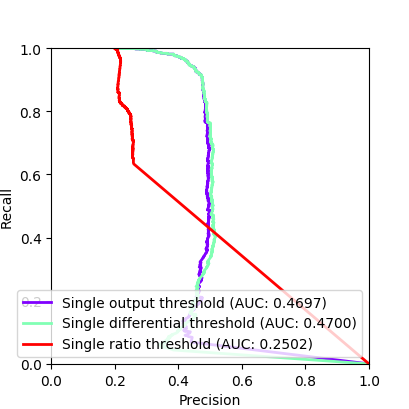 1.0
0.8
0.6
0.4
0.2
0.0
Recall
Single output threshold (AUC: 0.4697)
Single differential threshold (AUC: 0.4700)
Single ratio threshold (AUC: 0.2502)
0.0 0.2 0.4 0.6 0.8 1.0
Precision